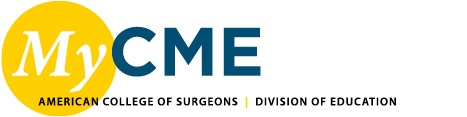 MyCME
AMERICAN COLLEGE OF SURGEONS | DIVISION OF EDUCATION